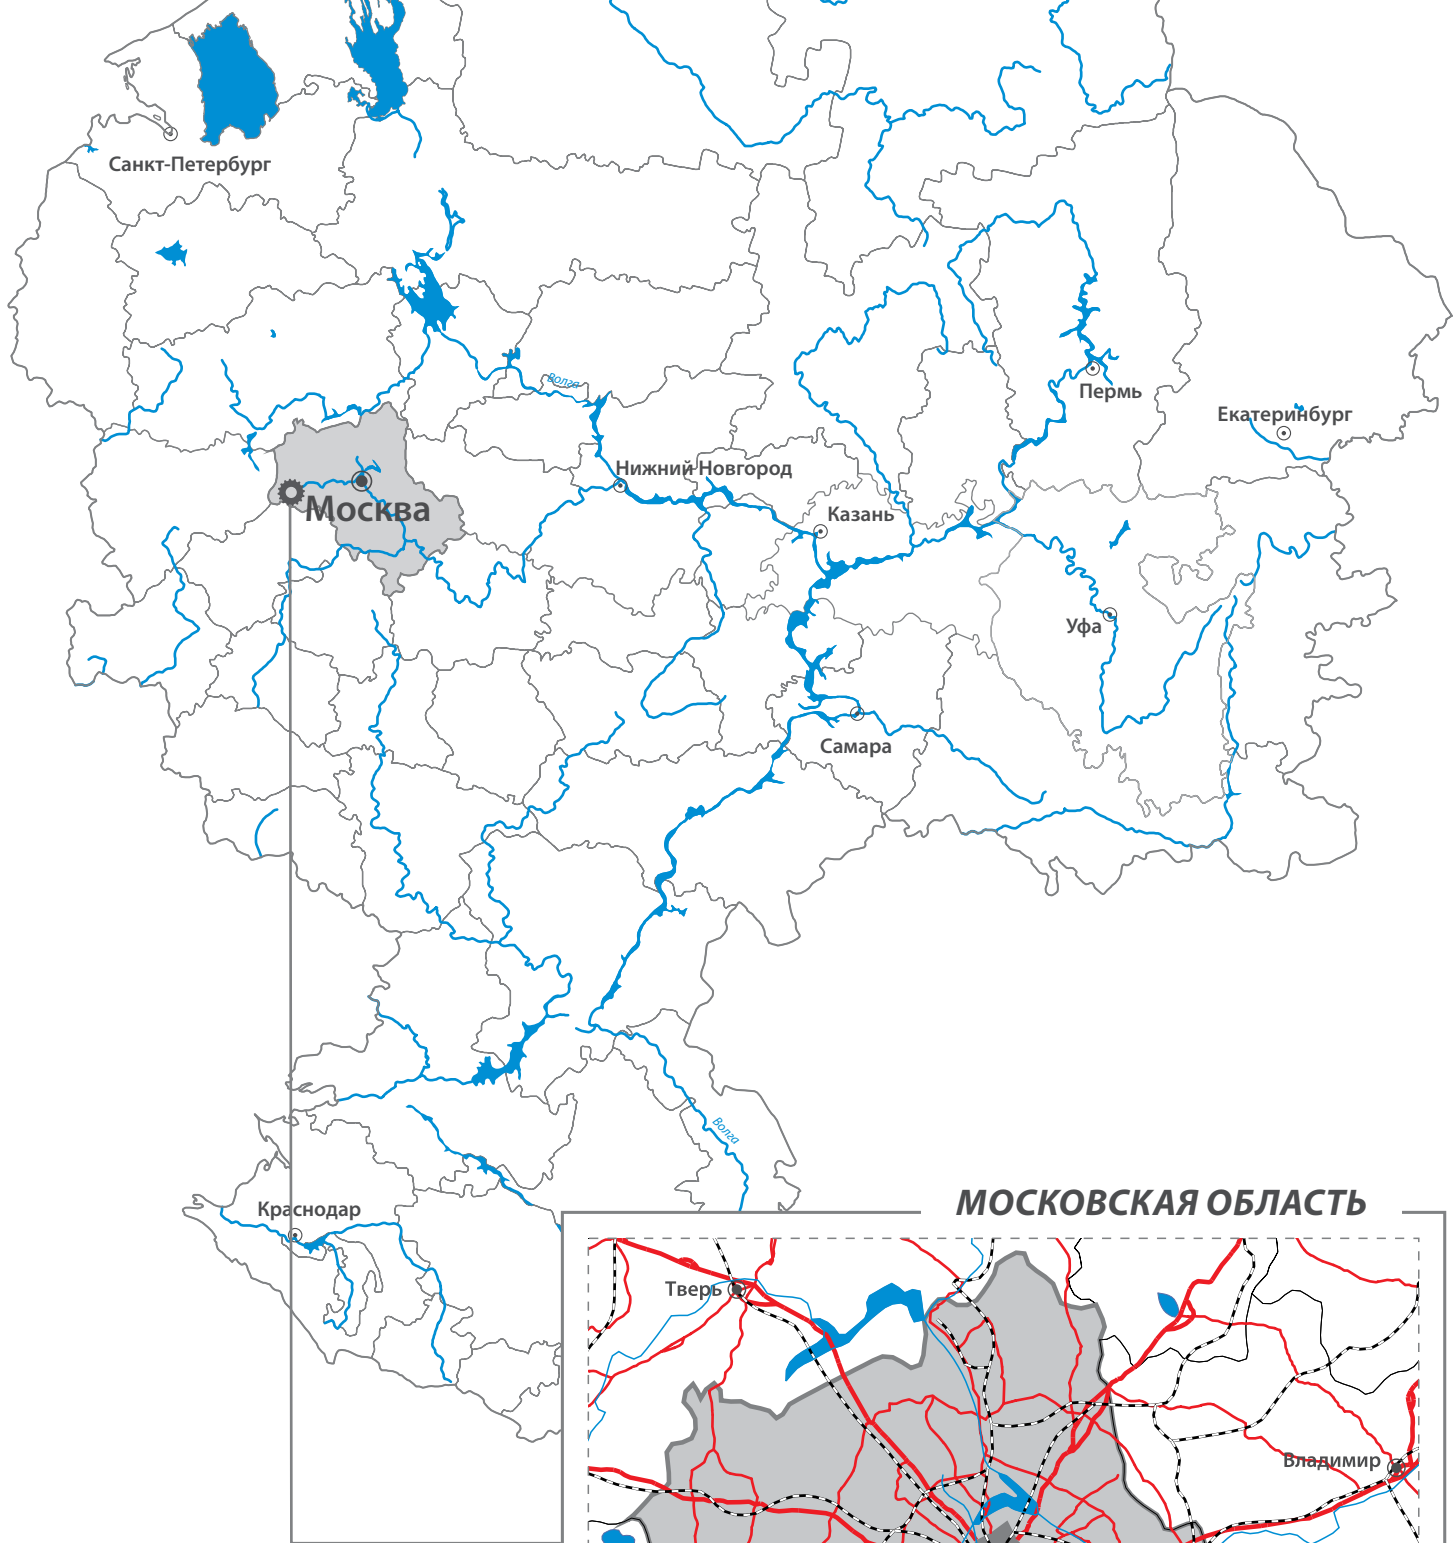 Санкт-Петербург
Волга
Пермь
Екатеринбург
Нижний Новгород
Москва
Казань
Уфа
Самара
Волга
МОСКОВСКАЯ ОБЛАСТЬ
Краснодар
Тверь
Владимир